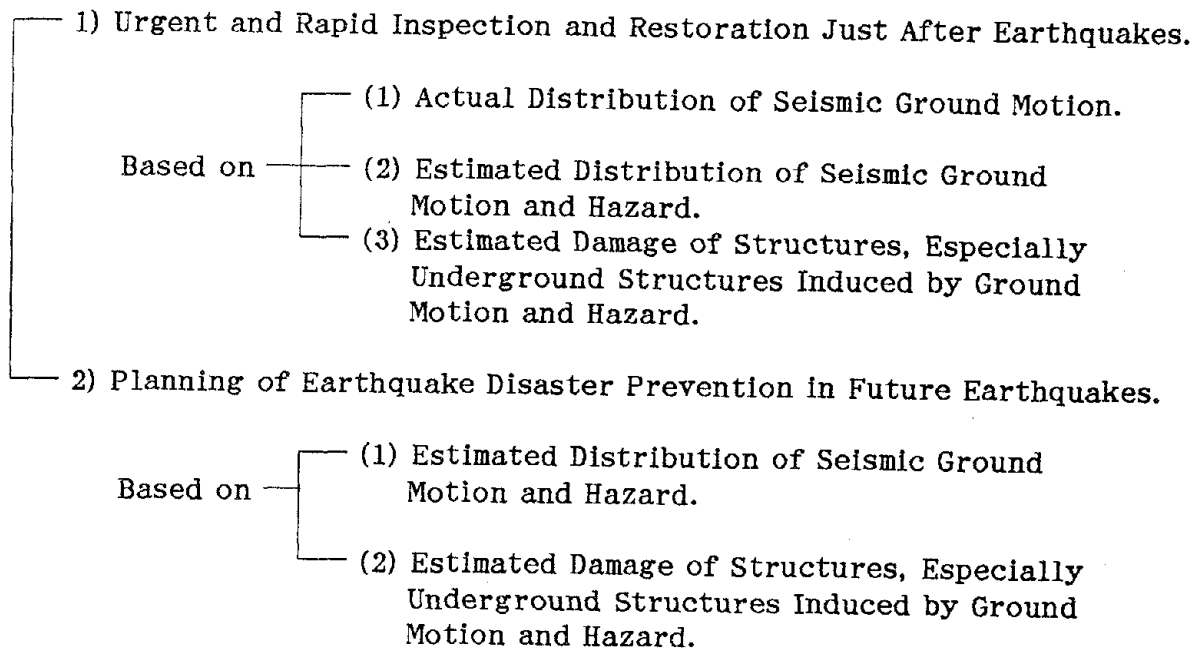 1) Urgent and Rapid Inspection and Restoration Just After Earthquakes.
(1) Actual Distribution of Seismic Ground Motion.
Based on
(2) Estimated Distribution of Seismic Ground
Motion and Hazard.
(3) Estimated Damage of Structures, Especially
Underground Structures Induced by Ground
Motion and Hazard.
2) Planning of Earthquake Disaster Prevention in Future Earthquakes.
(1) Estimated Distribution of Seismic Ground
Based on
Motion and Hazard.
(2) Estimated Damage of Structures, Especially
Underground Structures Induced by Ground
Motion and Hazard.